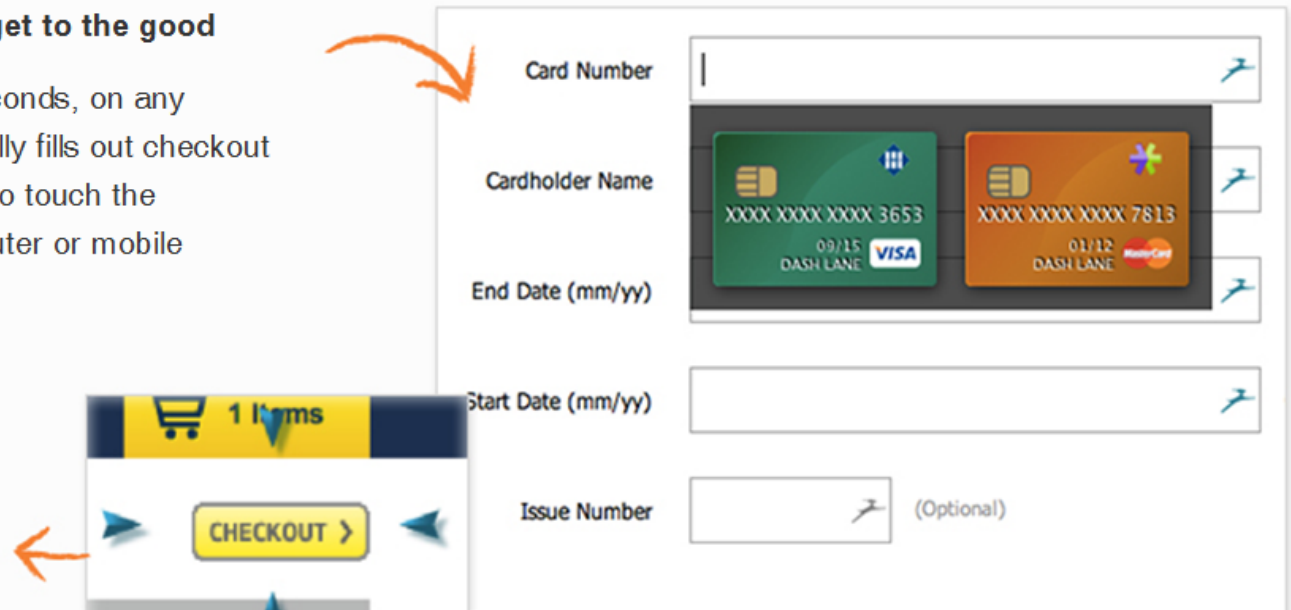 get to the good
conds, on any
lly fills out checkout
o touch the
uter or mobile
Card Number
XXXX XXXX XXXX 3653
09/15
DASH LANE
VISA
XXXX XXXX XXXX 7813
01/12
DASH LANE
MasterCard
Cardholder Name
End Date (mm/yy)
Start Date (mm/yy)
Issue Number
(Optional)
1 Items
CHECKOUT